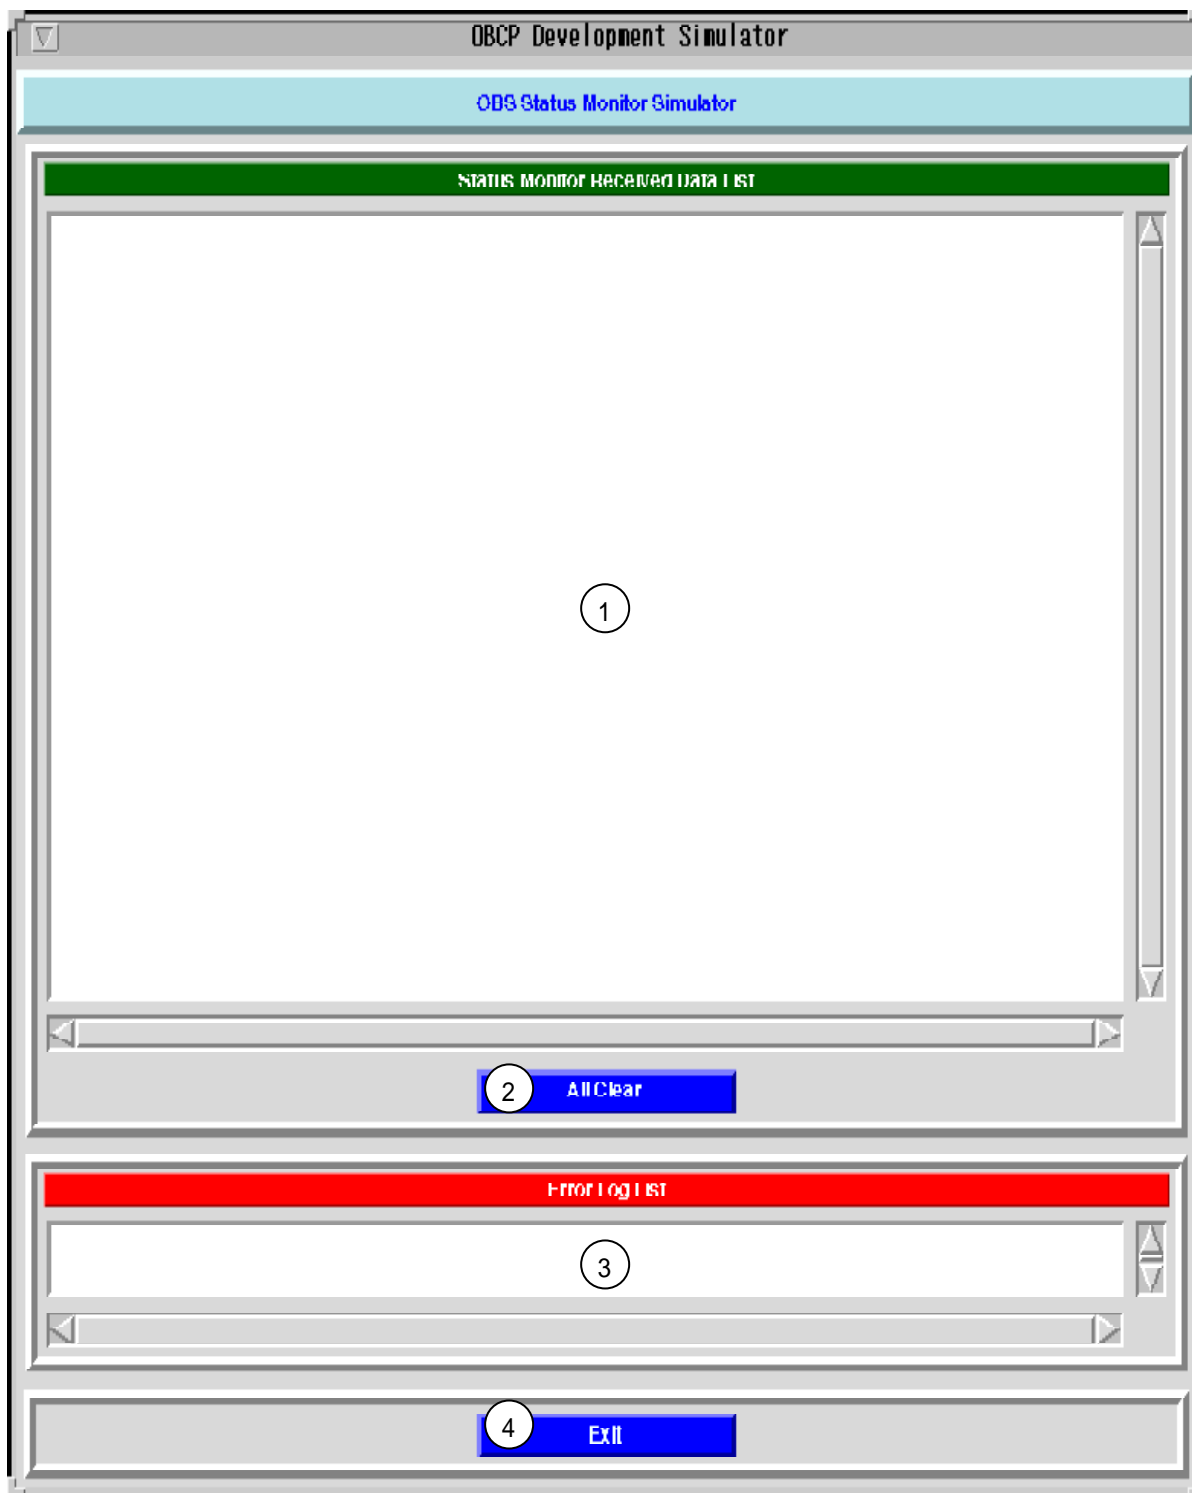 OBCP Development Simulator
OBS Status Monitor Simulator
Status Monitor Received Data List
1
2 All Clear
Error Log List
3
4 Exit